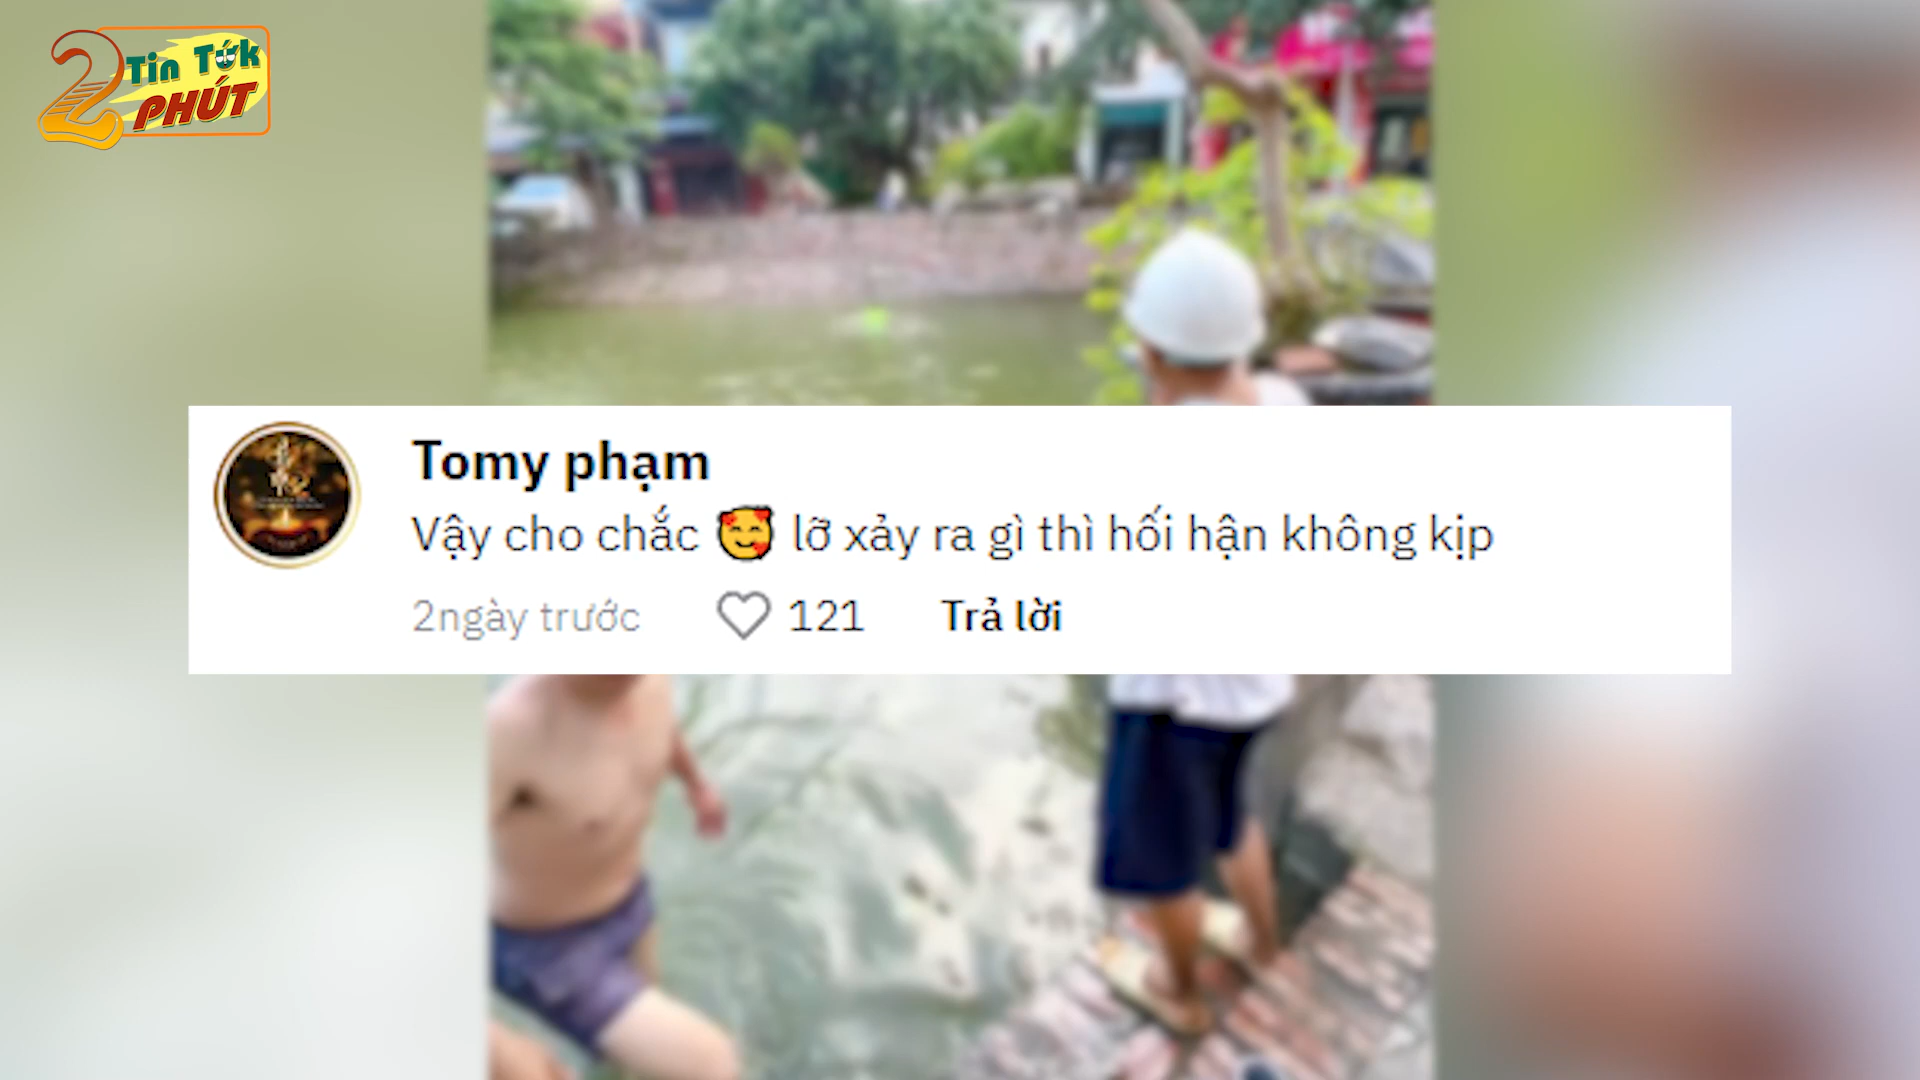 2 Tin Tức
PHÚT
Tomy phạm
Vậy cho chắc 🥰 lỡ xảy ra gì thì hối hận không kịp
2ngày trước 121 Trả lời